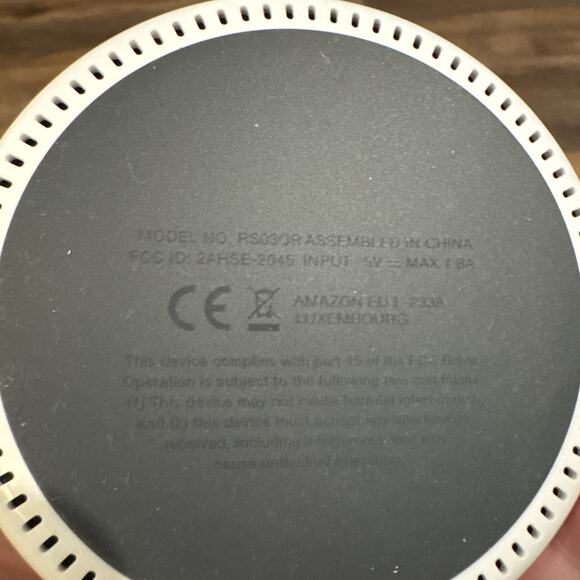 MODEL NO. RS03QR ASSEMBLED IN CHINA
FCC ID: 2AHSE-2045 INPUT 5V ⎓ MAX 1.8A
CE AMAZON EU L-2338
LUXEMBOURG
This device complies with part 15 of the FCC Rules.
Operation is subject to the following two conditions:
(1) This device may not cause harmful interference,
and (2) this device must accept any interference
received, including interference that may
cause undesired operation.